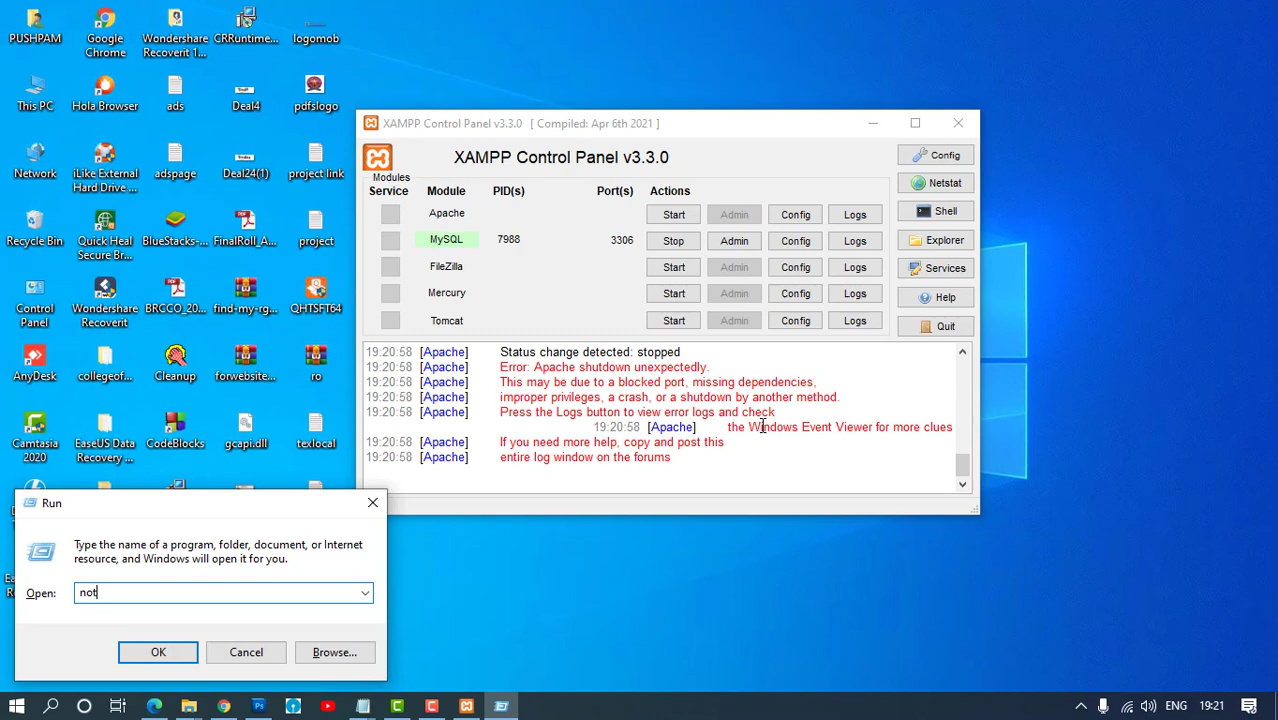 PUSHPAM
Google
Chrome
Wondershare
Recoverit 1...
CRRuntime...
logomob
This PC
Hola Browser
ads
Deal4
pdfslogo
Network
iLike External
Hard Drive ...
adspage
Deal24(1)
project link
Recycle Bin
Quick Heal
Secure Br...
BlueStacks-...
FinalRoll_A...
project
Control
Panel
Wondershare
Recoverit
BRCCO_20...
find-my-rg...
QHTSFT64
AnyDesk
collegeof...
Cleanup
forwebsite...
ro
Camtasia
2020
EaseUS Data
Recovery ...
CodeBlocks
gcapi.dll
texlocal
XAMPP Control Panel v3.3.0 [ Compiled: Apr 6th 2021 ]
XAMPP Control Panel v3.3.0
Config
Modules
Service Module PID(s) Port(s) Actions
Netstat
Apache Start Admin Config Logs
Shell
MySQL 7988 3306 Stop Admin Config Logs
Explorer
FileZilla Start Admin Config Logs
Services
Mercury Start Admin Config Logs
Help
Tomcat Start Admin Config Logs
Quit
19:20:58 [Apache] Status change detected: stopped
19:20:58 [Apache] Error: Apache shutdown unexpectedly.
19:20:58 [Apache] This may be due to a blocked port, missing dependencies,
19:20:58 [Apache] improper privileges, a crash, or a shutdown by another method.
19:20:58 [Apache] Press the Logs button to view error logs and check
19:20:58 [Apache] the Windows Event Viewer for more clues
19:20:58 [Apache] If you need more help, copy and post this
19:20:58 [Apache] entire log window on the forums
Run
Type the name of a program, folder, document, or Internet
resource, and Windows will open it for you.
Open: not
OK Cancel Browse...
ENG 19:21